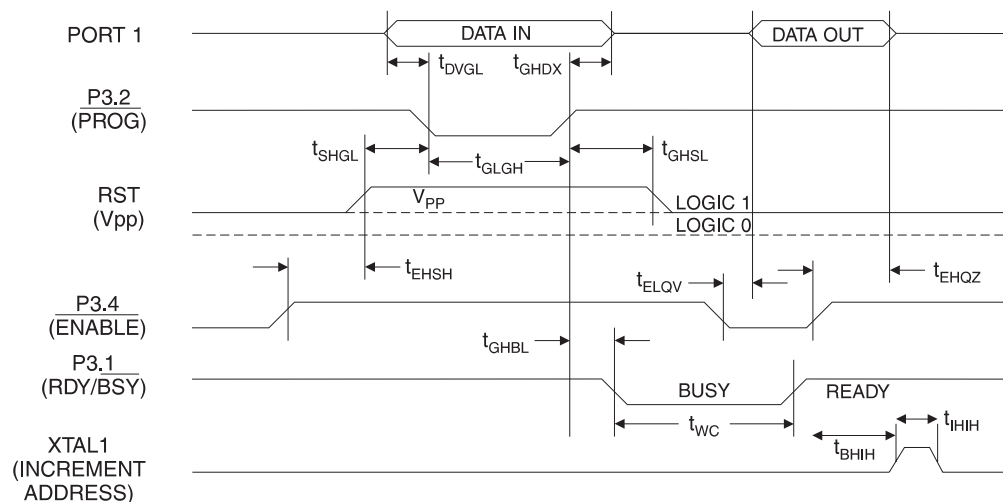 PORT 1
DATA IN
DATA OUT
tDVGL
tGHDX
P3.2
(PROG)
tSHGL
tGLGH
tGHSL
RST
(Vpp)
VPP
LOGIC 1
LOGIC 0
tEHSH
tELQV
tEHQZ
P3.4
(ENABLE)
tGHBL
P3.1
(RDY/BSY)
BUSY
READY
tWC
tIHIH
tBHIH
XTAL1
(INCREMENT
ADDRESS)